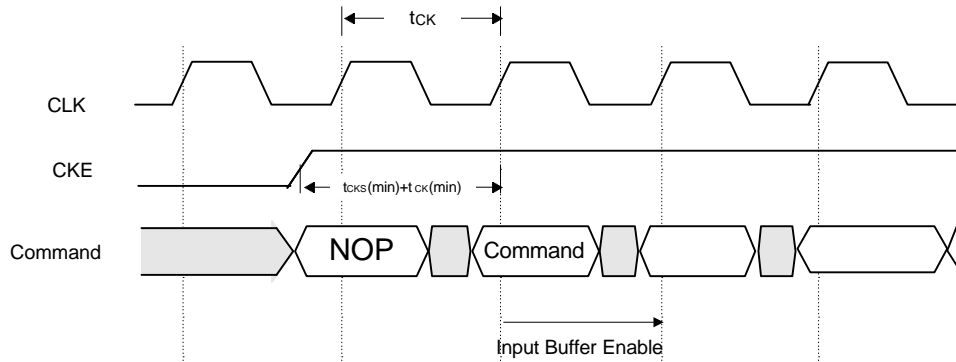 tCK
CLK
CKE
tCKS(min)+tCK(min)
Command
NOP
Command
Input Buffer Enable